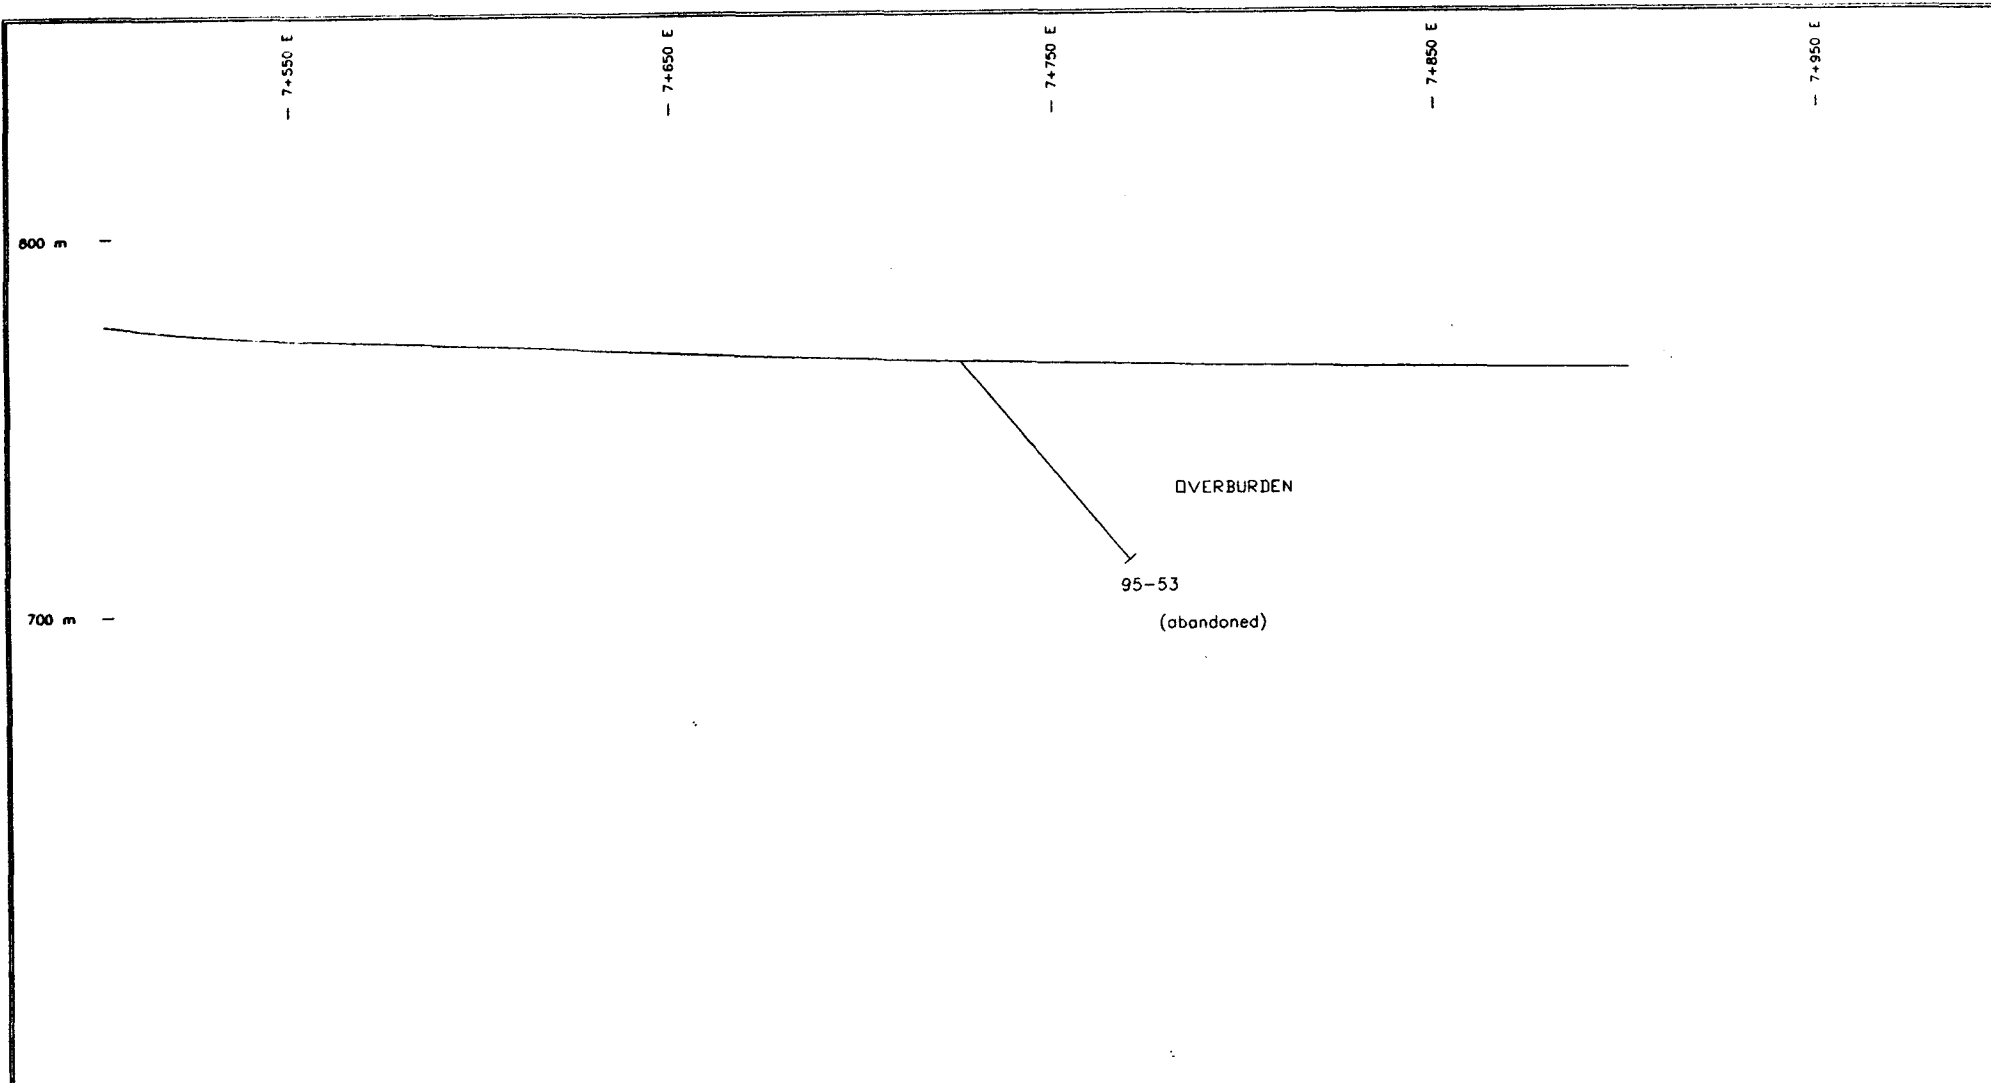 — 7+550 E
— 7+650 E
— 7+750 E
— 7+850 E
— 7+950 E
800 m —
OVERBURDEN
95-53
700 m —
(abandoned)